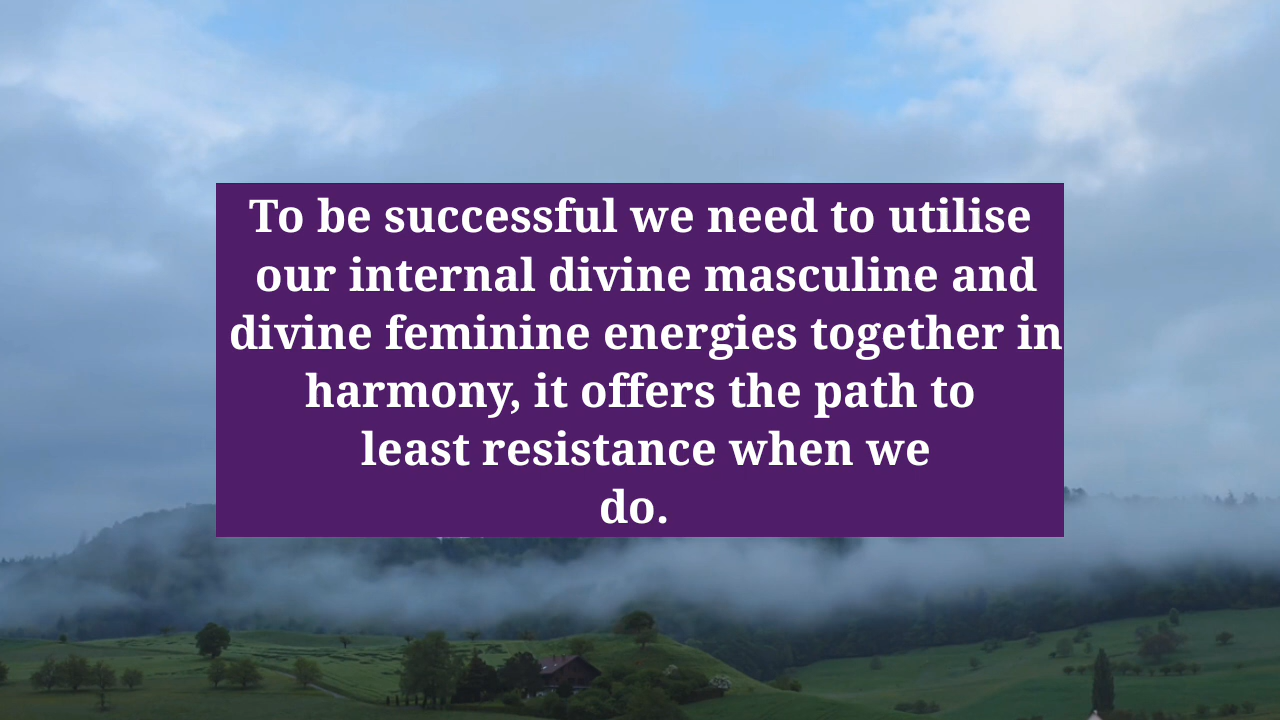 To be successful we need to utilise
our internal divine masculine and
divine feminine energies together in
harmony, it offers the path to
least resistance when we
do.